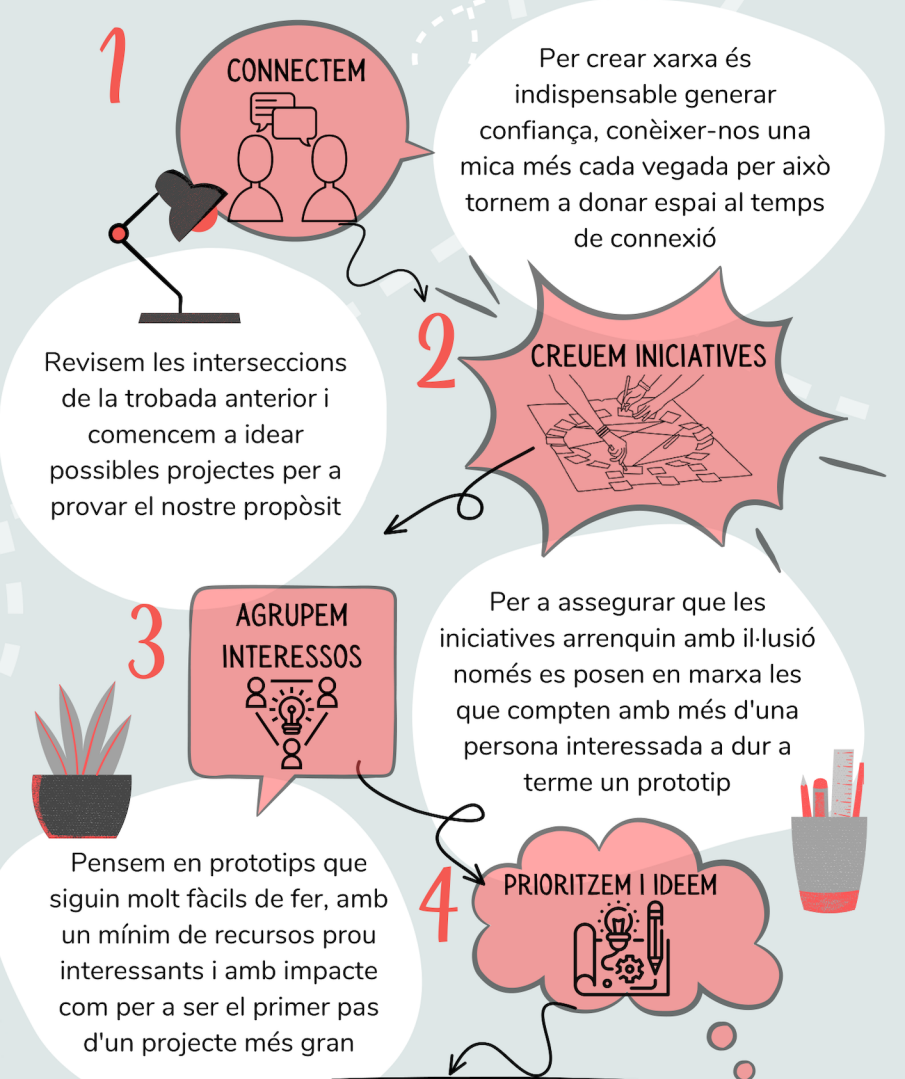 1
CONNECTEM
Per crear xarxa és
indispensable generar
confiança, conèixer-nos una
mica més cada vegada per això
tornem a donar espai al temps
de connexió
2
CREUEM INICIATIVES
Revisem les interseccions
de la trobada anterior i
comencem a idear
possibles projectes per a
provar el nostre propòsit
3
AGRUPEM
INTERESSOS
Per a assegurar que les
iniciatives arrenquin amb il·lusió
només es posen en marxa les
que compten amb més d'una
persona interessada a dur a
terme un prototip
4
PRIORITZEM I IDEEM
Pensem en prototips que
siguin molt fàcils de fer, amb
un mínim de recursos prou
interessants i amb impacte
com per a ser el primer pas
d'un projecte més gran